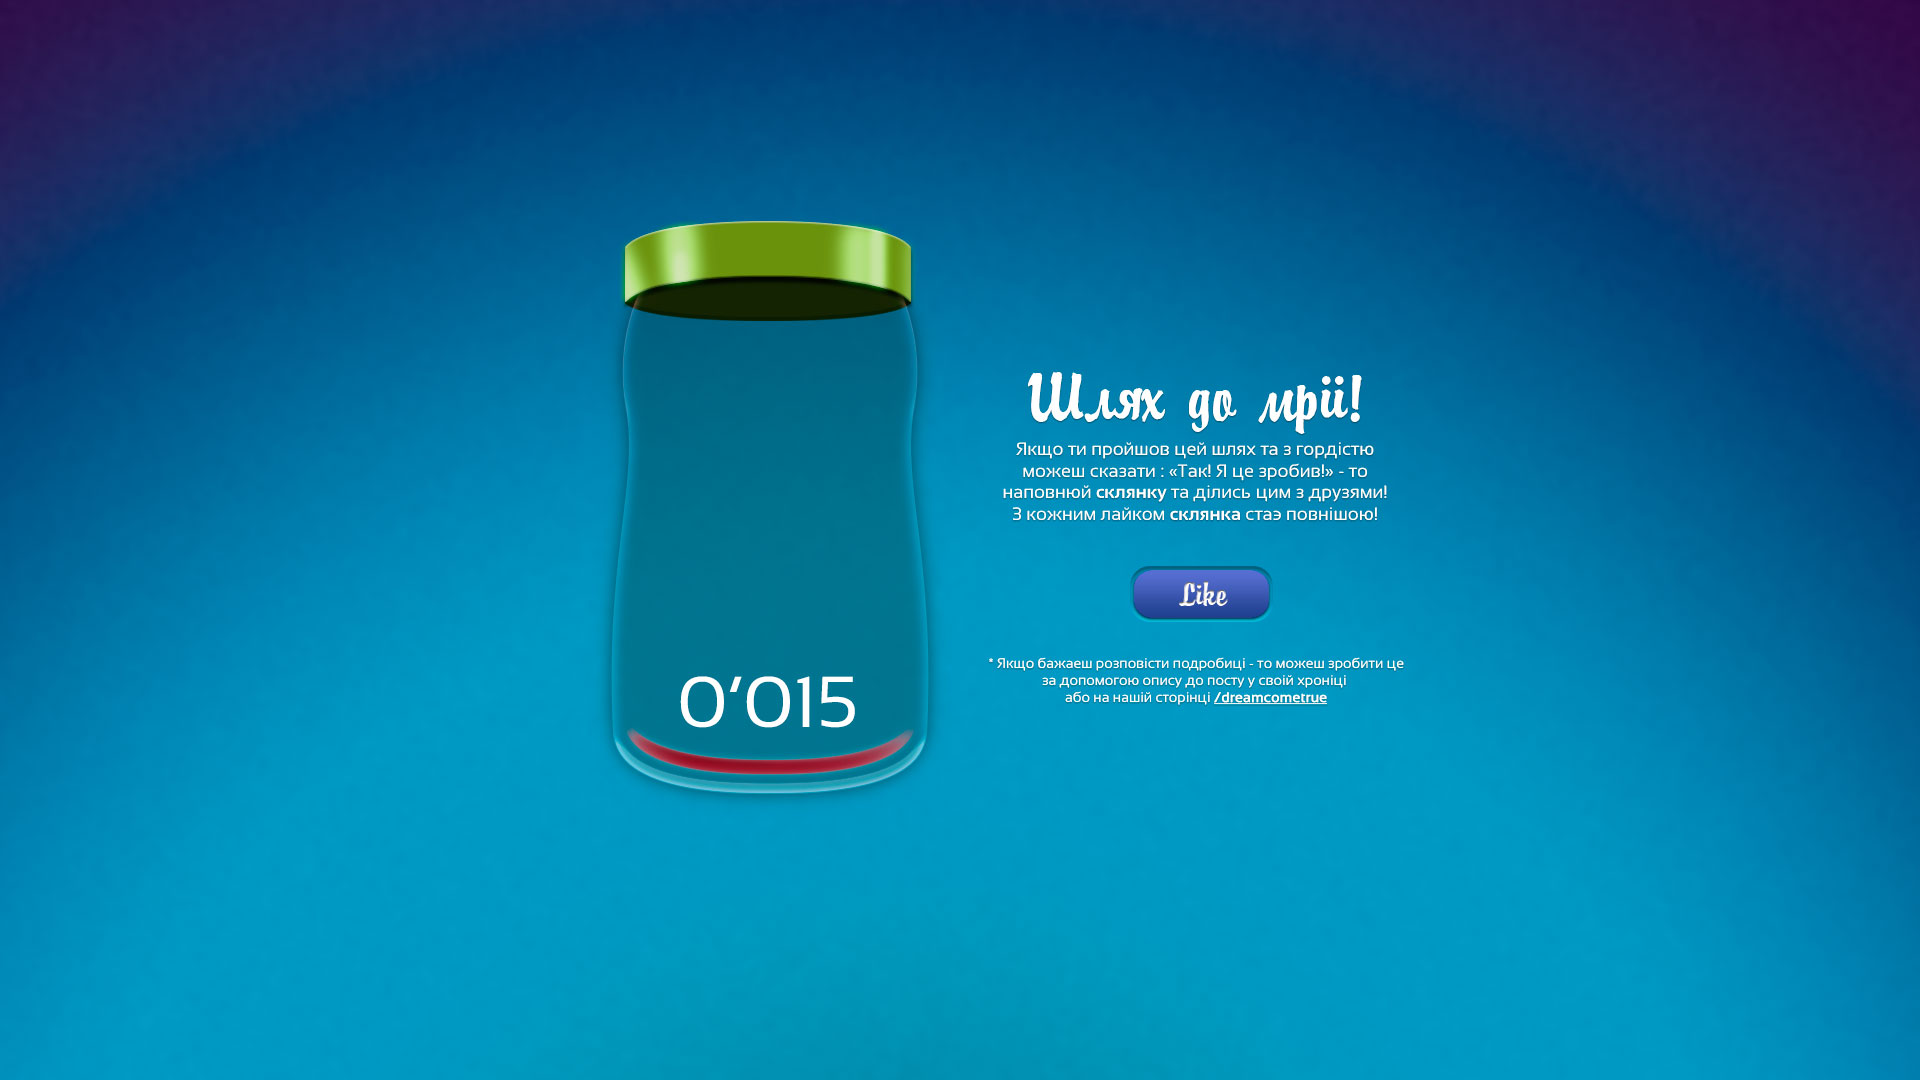 Шлях до мрії!
Якщо ти пройшов цей шлях та з гордістю
можеш сказати : «Так! Я це зробив!» - то
наповнюй склянку та ділись цим з друзями!
З кожним лайком склянка стаэ повнішою!
Like
0‘015
* Якщо бажаеш розповісти подробиці - то можеш зробити це
за допомогою опису до посту у своїй хроніці
або на нашій сторінці /dreamcometrue